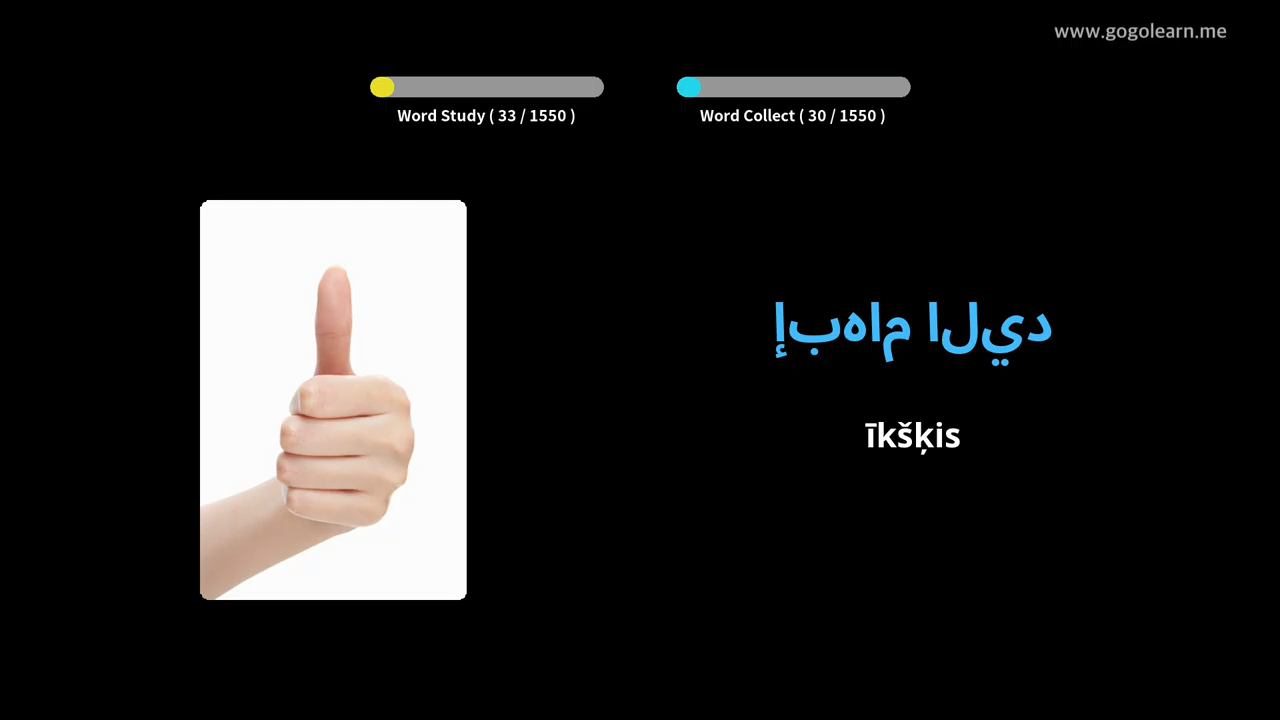 www.gogolearn.me
Word Study ( 33 / 1550 )
Word Collect ( 30 / 1550 )
إبهام اليد
īkšķis